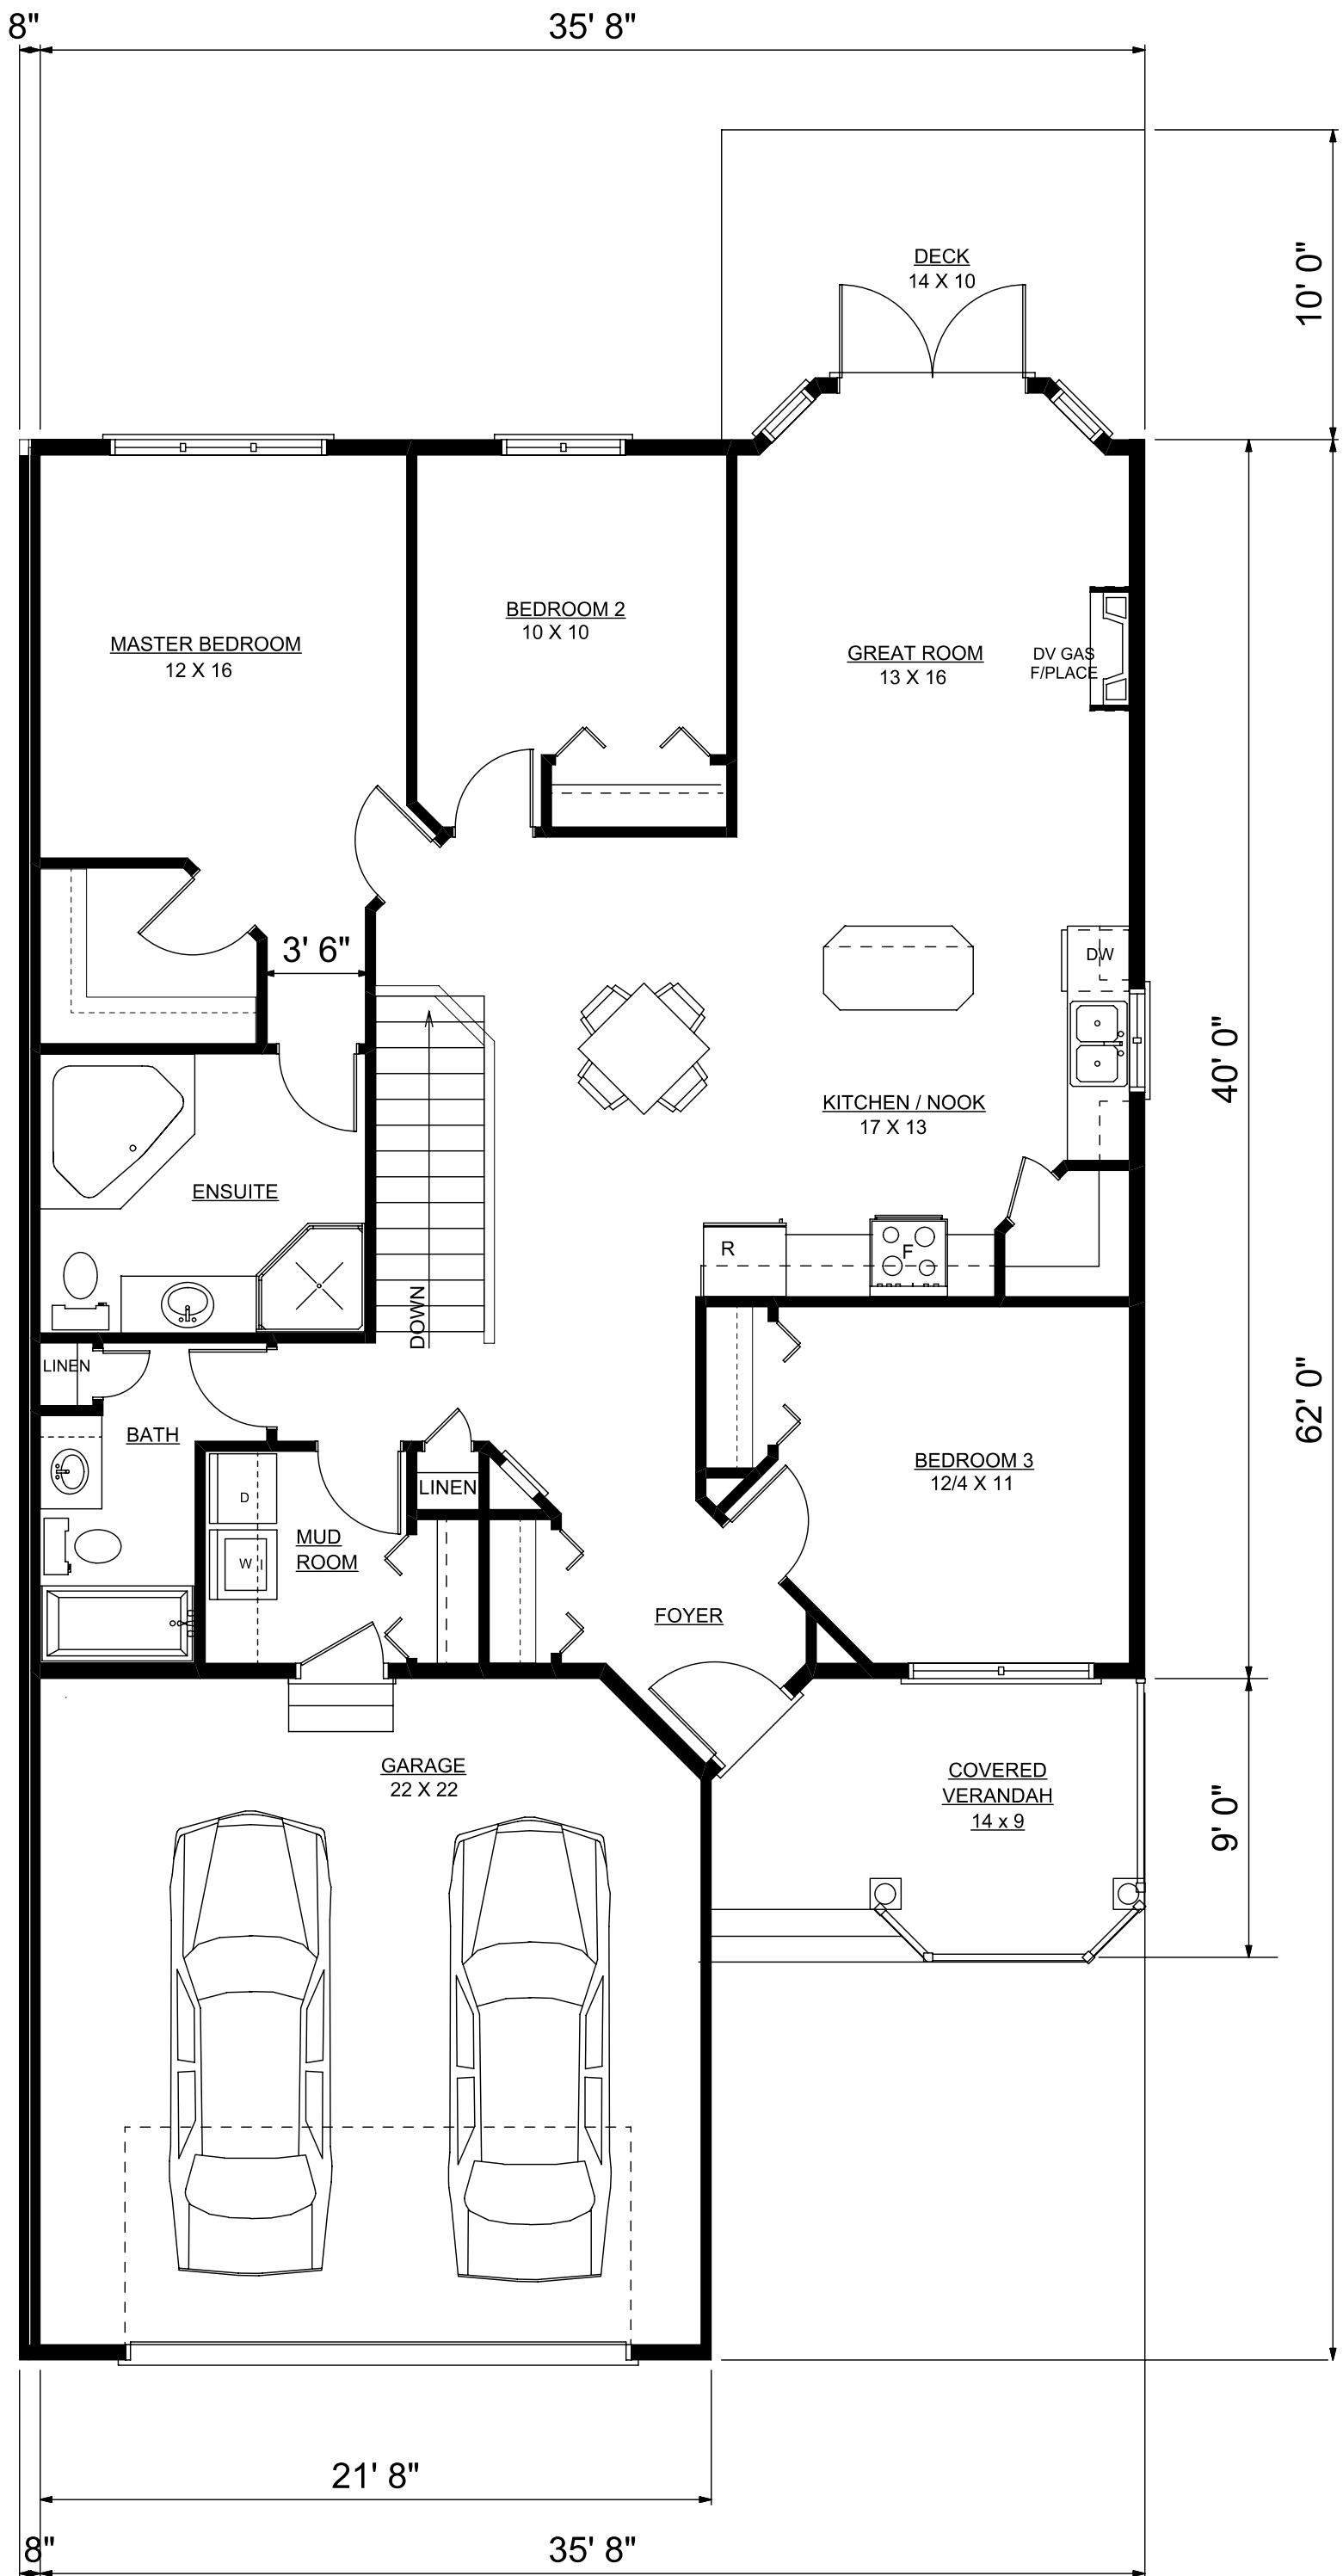 8"
35' 8"
DECK
14 X 10
10' 0"
BEDROOM 2
10 X 10
MASTER BEDROOM
12 X 16
GREAT ROOM
13 X 16
DV GAS
F/PLACE
3' 6"
DW
40' 0"
KITCHEN / NOOK
17 X 13
ENSUITE
R
F
DOWN
LINEN
62' 0"
BATH
BEDROOM 3
12/4 X 11
LINEN
D
MUD
ROOM
W
FOYER
GARAGE
22 X 22
COVERED
VERANDAH
14 x 9
9' 0"
21' 8"
8"
35' 8"